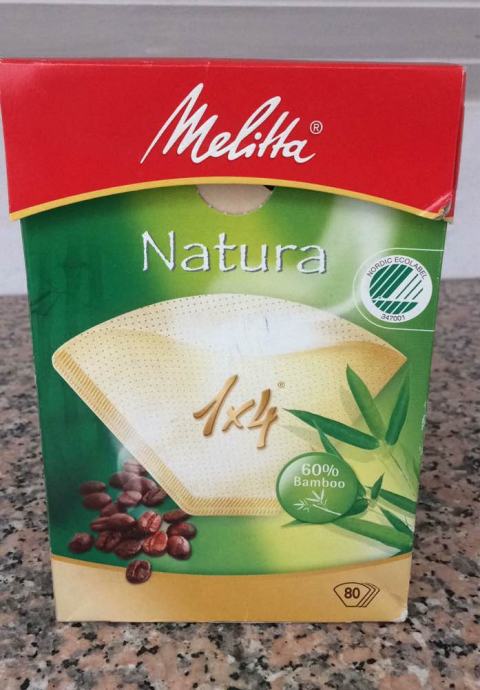 Melitta®
Natura
NORDIC ECOLABEL
347001
1x4®
60%
Bamboo
80